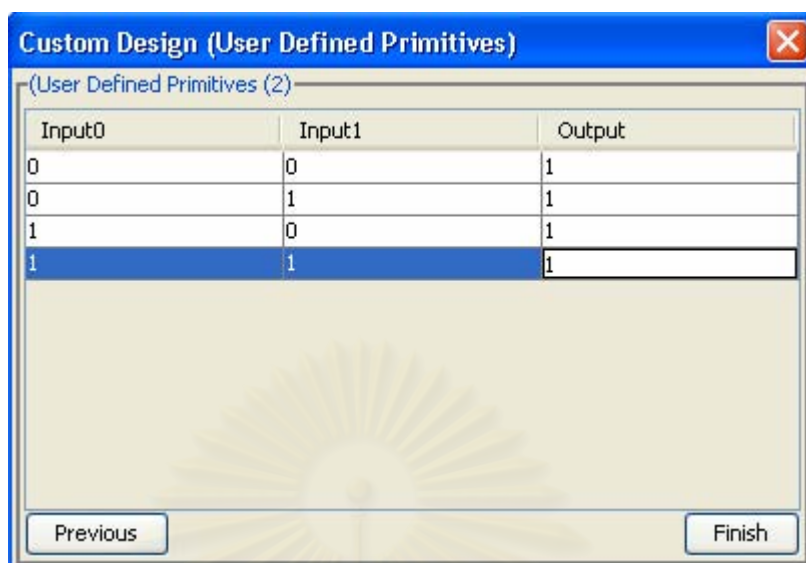 Custom Design (User Defined Primitives)
(User Defined Primitives (2)
Input0 Input1 Output
0 0 1
0 1 1
1 0 1
1 1 1
Previous Finish